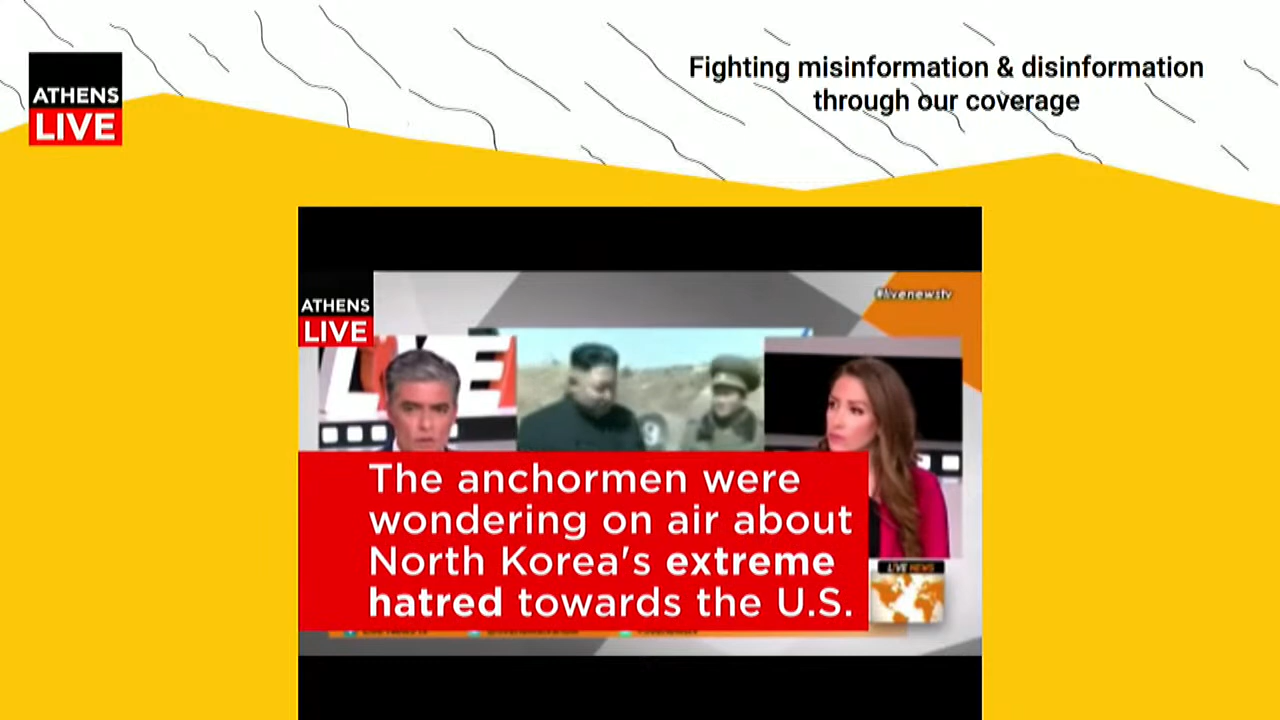 ATHENS
LIVE
Fighting misinformation & disinformation
through our coverage
ATHENS
LIVE
#livenewstv
The anchormen were
wondering on air about
North Korea's extreme
hatred towards the U.S.
LIVE NEWS